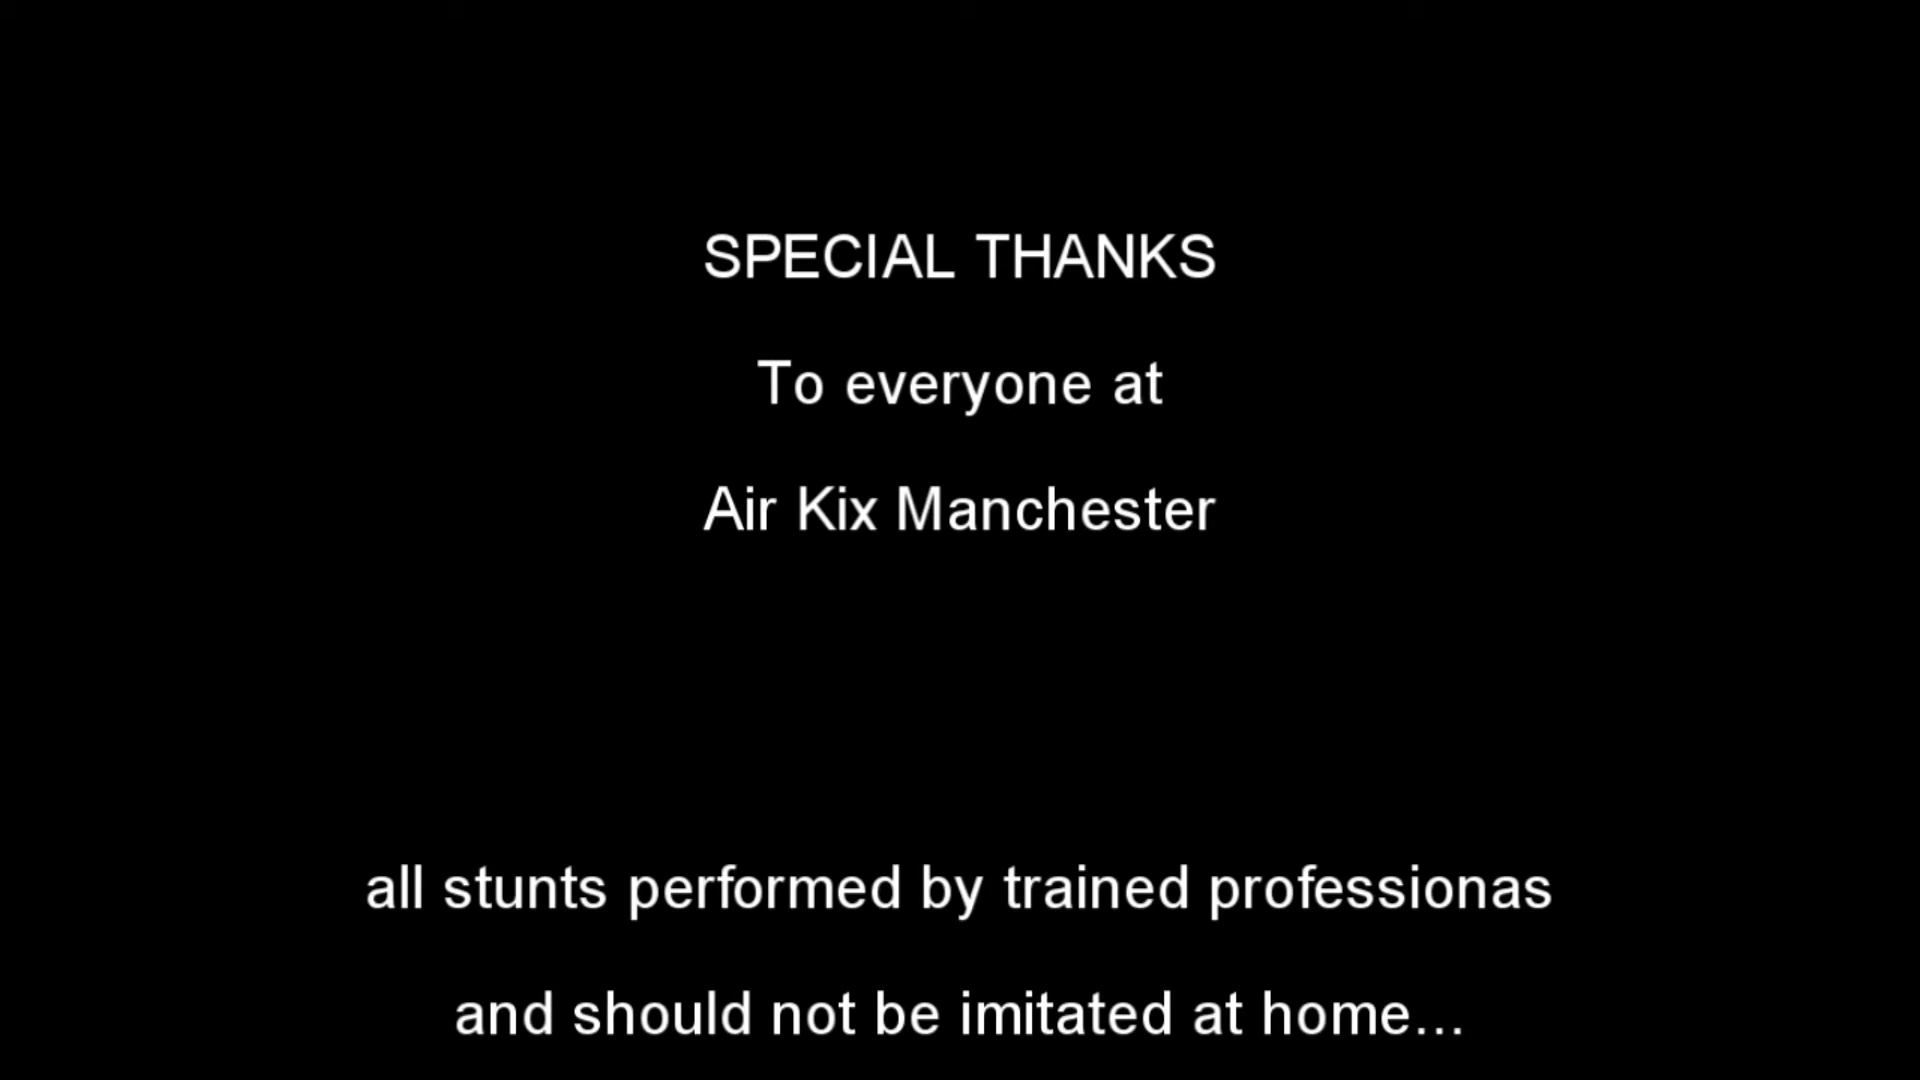 SPECIAL THANKS
To everyone at
Air Kix Manchester
all stunts performed by trained professionas
and should not be imitated at home...